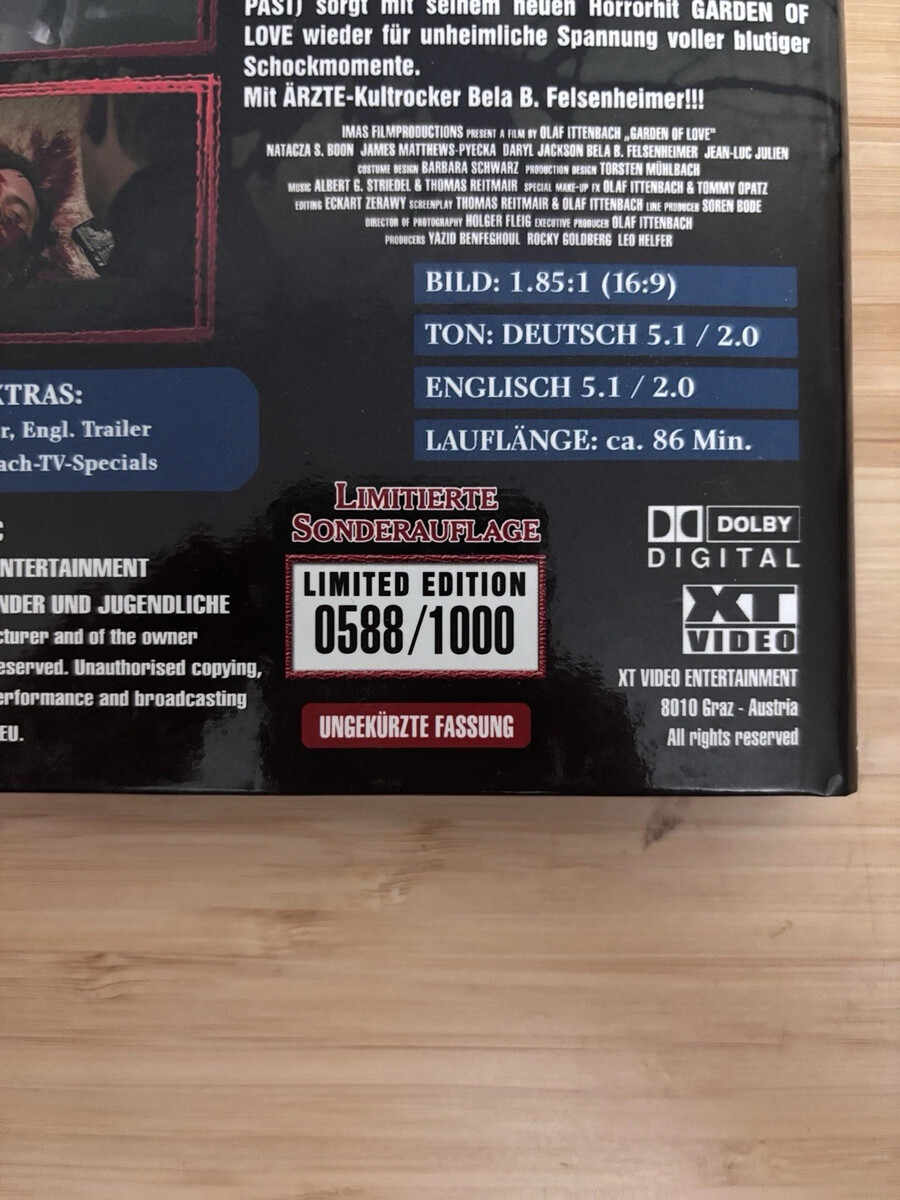 PAST) sorgt mit seinem neuen Horrorhit GARDEN OF
LOVE wieder für unheimliche Spannung voller blutiger
Schockmomente.
Mit ÄRZTE-Kultrocker Bela B. Felsenheimer!!!
IMAS FILMPRODUCTIONS PRESENT A FILM BY OLAF ITTENBACH „GARDEN OF LOVE"
NATACZA S. BOON JAMES MATTHEWS-PYECKA DARYL JACKSON BELA B. FELSENHEIMER JEAN-LUC JULIEN
COSTUME DESIGN BARBARA SCHWARZ PRODUCTION DESIGN TORSTEN MÜHLBACH
MUSIC ALBERT G. STRIEDEL & THOMAS REITMAIR SPECIAL MAKE-UP FX OLAF ITTENBACH & TOMMY OPATZ
EDITING ECKART ZERAWY SCREENPLAY THOMAS REITMAIR & OLAF ITTENBACH LINE PRODUCER SOREN BODE
DIRECTOR OF PHOTOGRAPHY HOLGER FLEIG EXECUTIVE PRODUCER OLAF ITTENBACH
PRODUCERS YAZID BENFEGHOUL ROCKY GOLDBERG LEO HELFER
BILD: 1.85:1 (16:9)
TON: DEUTSCH 5.1 / 2.0
ENGLISCH 5.1 / 2.0
LAUFLÄNGE: ca. 86 Min.
XTRAS:
r, Engl. Trailer
ach-TV-Specials
NTERTAINMENT
NDER UND JUGENDLICHE
cturer and of the owner
eserved. Unauthorised copying,
erformance and broadcasting
EU.
LIMITIERTE
SONDERAUFLAGE
LIMITED EDITION
0588/1000
UNGEKÜRZTE FASSUNG
DOLBY
DIGITAL
XT
VIDEO
XT VIDEO ENTERTAINMENT
8010 Graz - Austria
All rights reserved